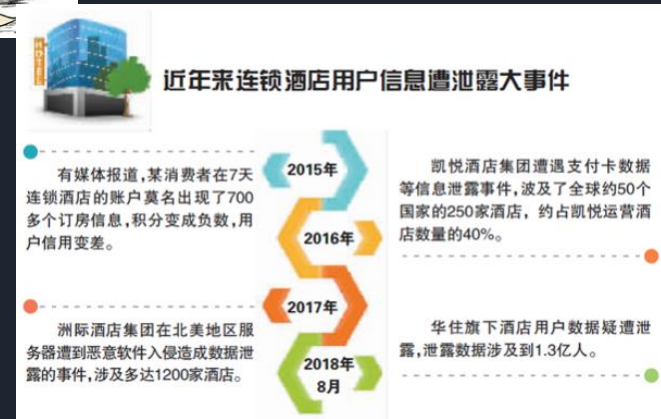 HOTEL
近年来连锁酒店用户信息遭泄露大事件
有媒体报道,某消费者在7天
连锁酒店的账户莫名出现了700
多个订房信息,积分变成负数,用
户信用变差。
2015年
凯悦酒店集团遭遇支付卡数据
等信息泄露事件,波及了全球约50个
国家的250家酒店，约占凯悦运营酒
店数量的40%。
2016年
洲际酒店集团在北美地区服
务器遭到恶意软件入侵造成数据泄
露的事件,涉及多达1200家酒店。
2017年
华住旗下酒店用户数据疑遭泄
露,泄露数据涉及到1.3亿人。
2018年
8月